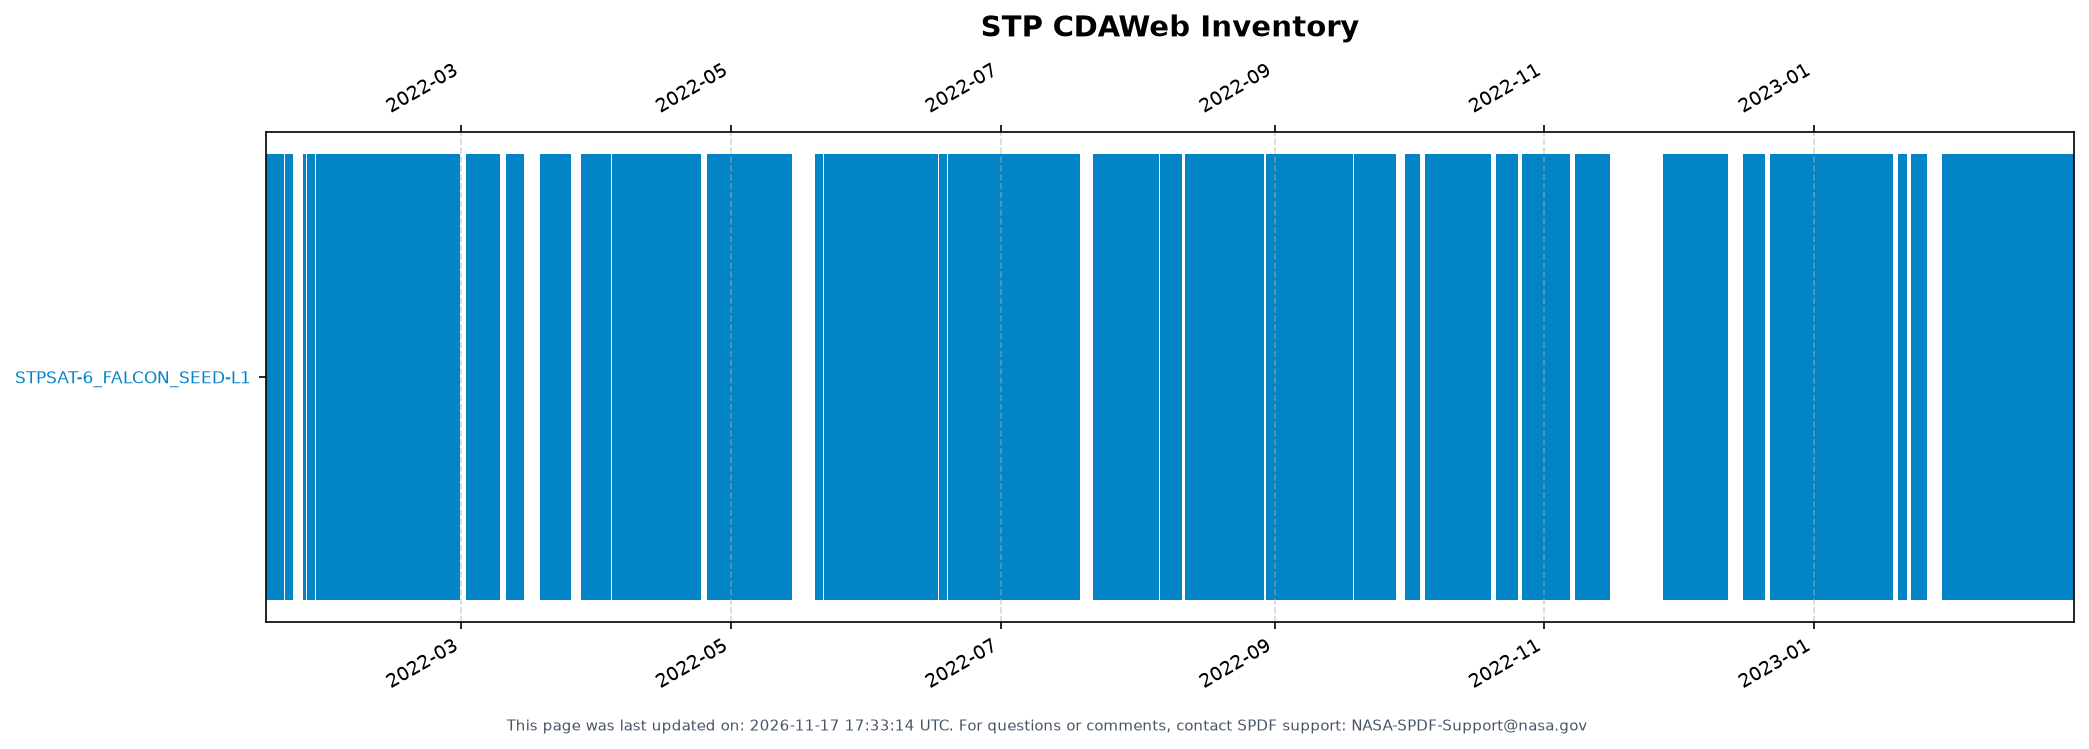 STP CDAWeb Inventory
2022-03 2022-05 2022-07 2022-09 2022-11 2023-01
STPSAT-6_FALCON_SEED-L1
2022-03 2022-05 2022-07 2022-09 2022-11 2023-01
This page was last updated on: 2026-11-17 17:33:14 UTC. For questions or comments, contact SPDF support: NASA-SPDF-Support@nasa.gov